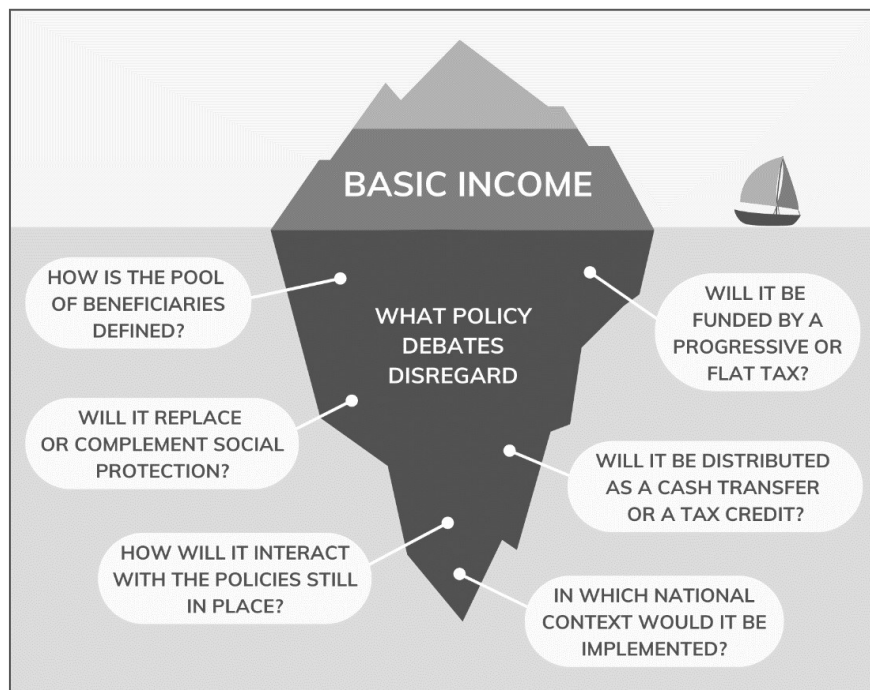 BASIC INCOME
WHAT POLICY
DEBATES
DISREGARD
HOW IS THE POOL
OF BENEFICIARIES
DEFINED?
WILL IT REPLACE
OR COMPLEMENT SOCIAL
PROTECTION?
HOW WILL IT INTERACT
WITH THE POLICIES STILL
IN PLACE?
WILL IT BE
FUNDED BY A
PROGRESSIVE OR
FLAT TAX?
WILL IT BE DISTRIBUTED
AS A CASH TRANSFER
OR A TAX CREDIT?
IN WHICH NATIONAL
CONTEXT WOULD IT BE
IMPLEMENTED?